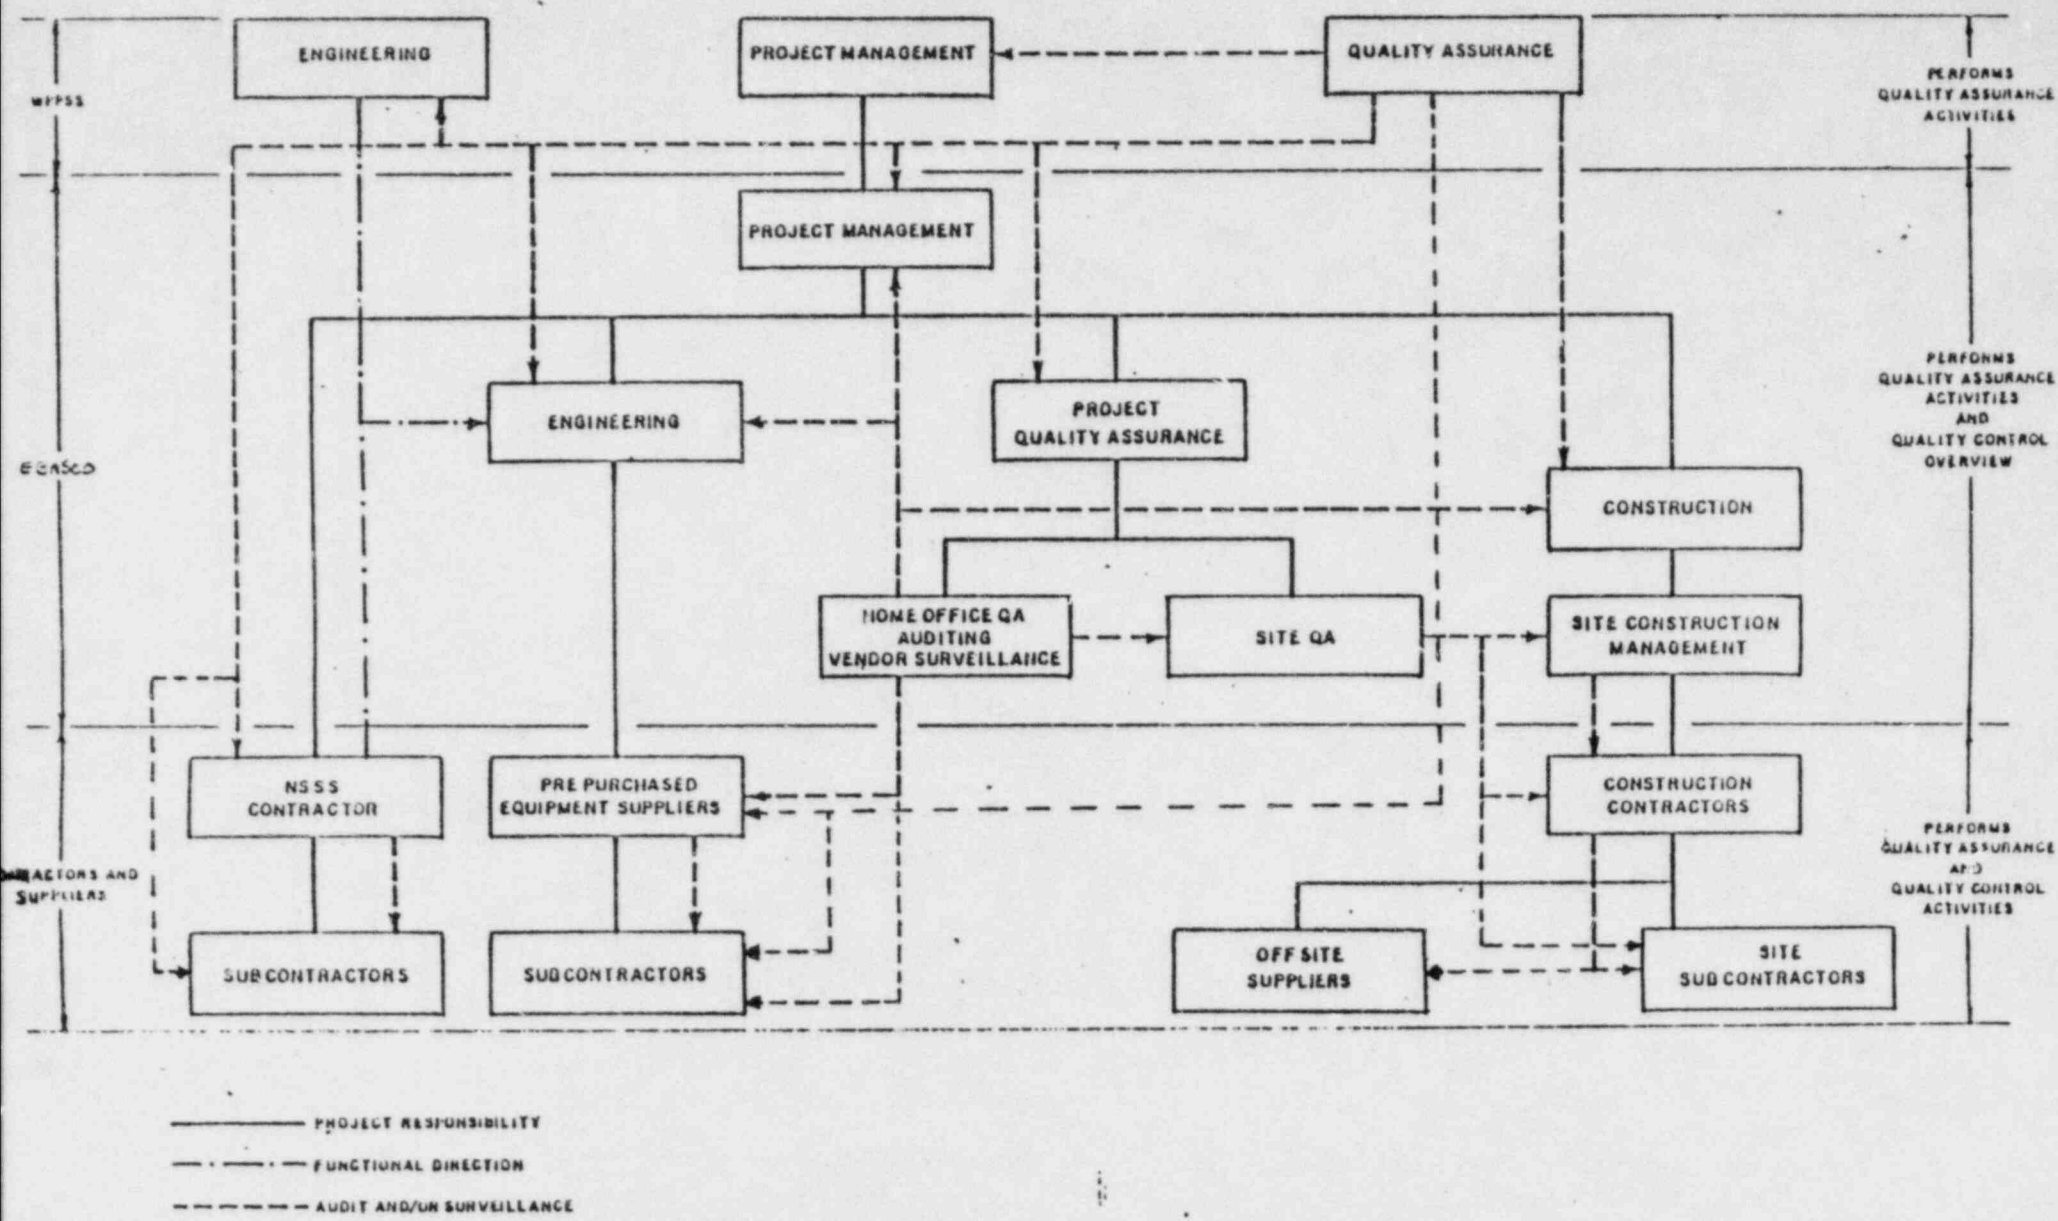 ENGINEERING
PROJECT MANAGEMENT
QUALITY ASSURANCE
WPPSS
PERFORMS
QUALITY ASSURANCE
ACTIVITIES
PROJECT MANAGEMENT
ENGINEERING
PROJECT
QUALITY ASSURANCE
PERFORMS
QUALITY ASSURANCE
ACTIVITIES
AND
QUALITY CONTROL
OVERVIEW
EBASCO
CONSTRUCTION
HOME OFFICE QA
AUDITING
VENDOR SURVEILLANCE
SITE QA
SITE CONSTRUCTION
MANAGEMENT
NSSS
CONTRACTOR
PRE PURCHASED
EQUIPMENT SUPPLIERS
CONSTRUCTION
CONTRACTORS
AND
SUPPLIERS
PERFORMS
QUALITY ASSURANCE
AND
QUALITY CONTROL
ACTIVITIES
SUBCONTRACTORS
SUBCONTRACTORS
OFF SITE
SUPPLIERS
SITE
SUBCONTRACTORS
PROJECT RESPONSIBILITY
FUNCTIONAL DIRECTION
AUDIT AND/OR SURVEILLANCE